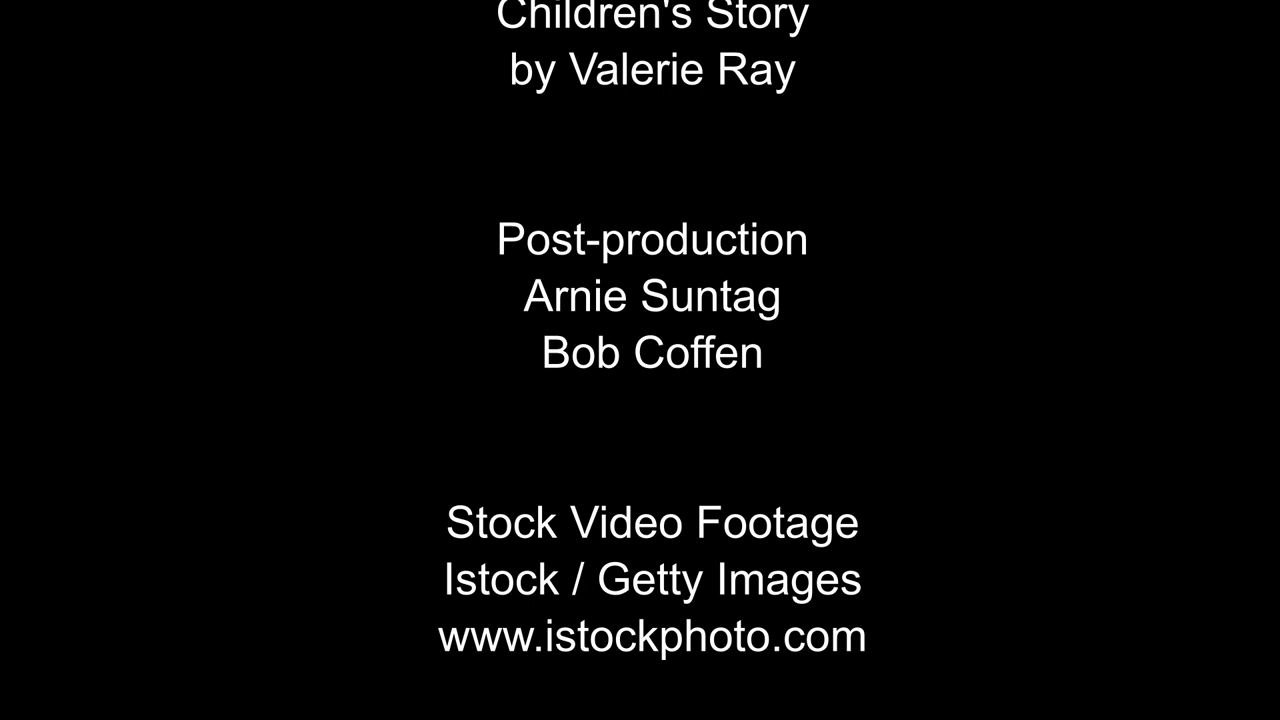 Children's Story
by Valerie Ray
Post-production
Arnie Suntag
Bob Coffen
Stock Video Footage
Istock / Getty Images
www.istockphoto.com